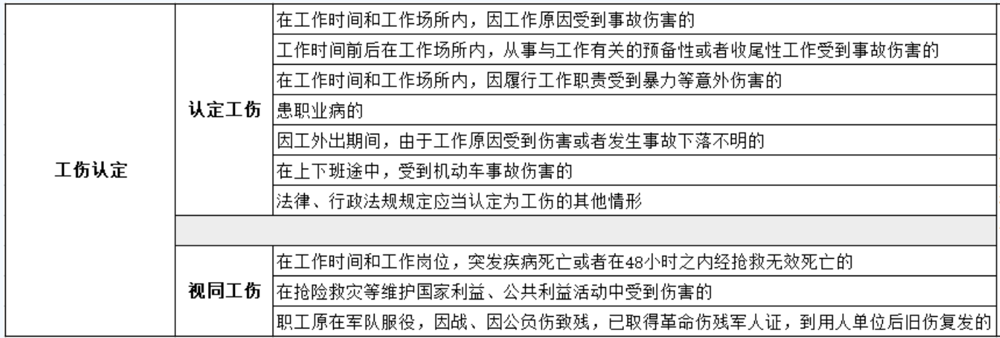 在工作时间和工作场所内，因工作原因受到事故伤害的
工作时间前后在工作场所内，从事与工作有关的预备性或者收尾性工作受到事故伤害的
在工作时间和工作场所内，因履行工作职责受到暴力等意外伤害的
认定工伤
患职业病的
因工外出期间，由于工作原因受到伤害或者发生事故下落不明的
工伤认定
在上下班途中，受到机动车事故伤害的
法律、行政法规规定应当认定为工伤的其他情形
在工作时间和工作岗位，突发疾病死亡或者在48小时之内经抢救无效死亡的
视同工伤
在抢险救灾等维护国家利益、公共利益活动中受到伤害的
职工原在军队服役，因战、因公负伤致残，已取得革命伤残军人证，到用人单位后旧伤复发的